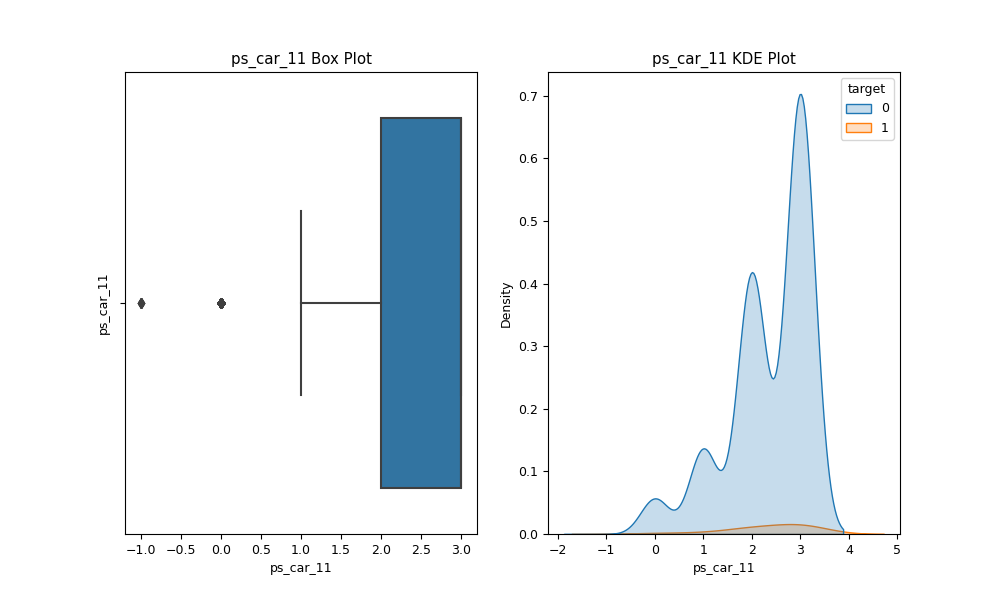 ps_car_11 Box Plot
ps_car_11
−1.0 −0.5 0.0 0.5 1.0 1.5 2.0 2.5 3.0
ps_car_11
ps_car_11 KDE Plot
target
0
1
Density
0.7
0.6
0.5
0.4
0.3
0.2
0.1
0.0
−2 −1 0 1 2 3 4 5
ps_car_11